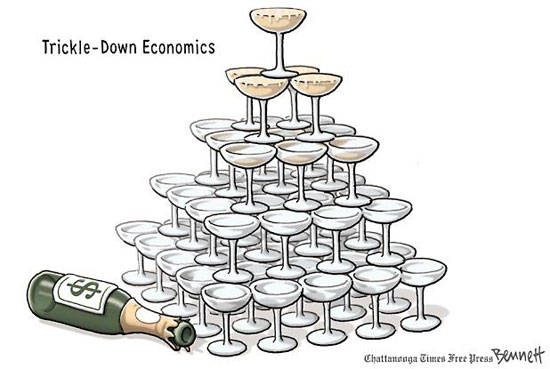 Trickle-Down Economics
$
Chattanooga Times Free Press Bennett